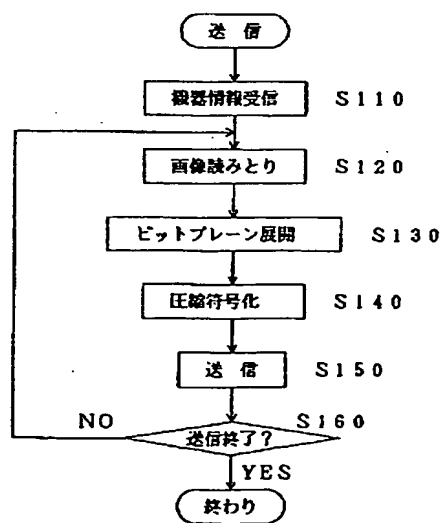 送 信
機器情報受信 S110
画像読みとり S120
ビットプレーン展開 S130
圧縮符号化 S140
送 信 S150
NO 送信終了? S160
YES
終わり